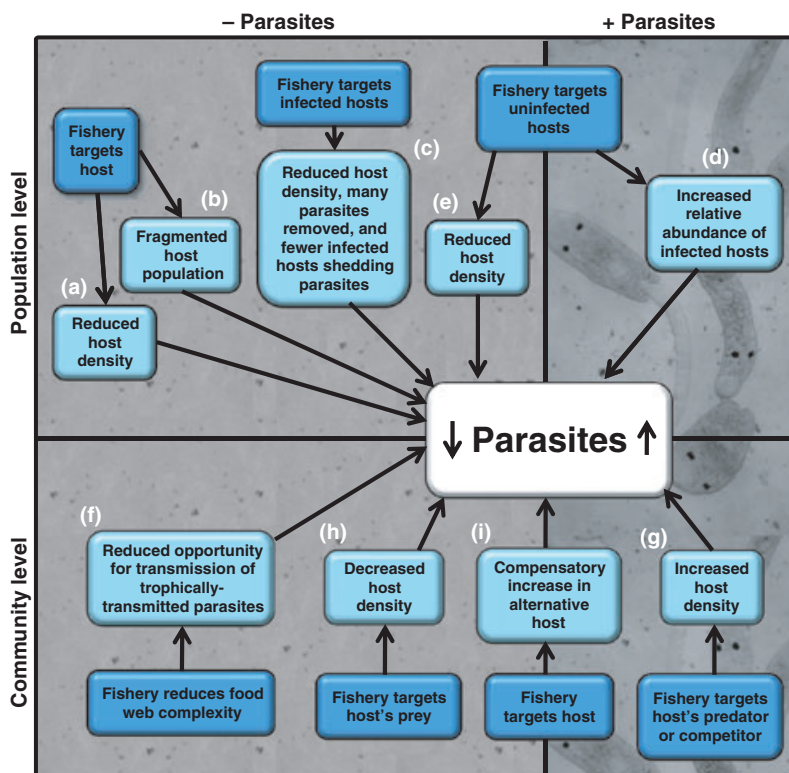 – Parasites
+ Parasites
Population level
Fishery
targets
host
Fishery targets
infected hosts
Fishery targets
uninfected
hosts
(a)
(b)
(c)
(d)
(e)
Reduced host
density, many
parasites
removed, and
fewer infected
hosts shedding
parasites
Increased
relative
abundance of
infected hosts
Fragmented
host
population
Reduced
host
density
Reduced
host
density
↓ Parasites ↑
Community level
(f)
(h)
(i)
(g)
Reduced opportunity
for transmission of
trophically-
transmitted parasites
Decreased
host
density
Compensatory
increase in
alternative
host
Increased
host
density
Fishery reduces food
web complexity
Fishery targets
host's prey
Fishery
targets host
Fishery targets
host's predator
or competitor